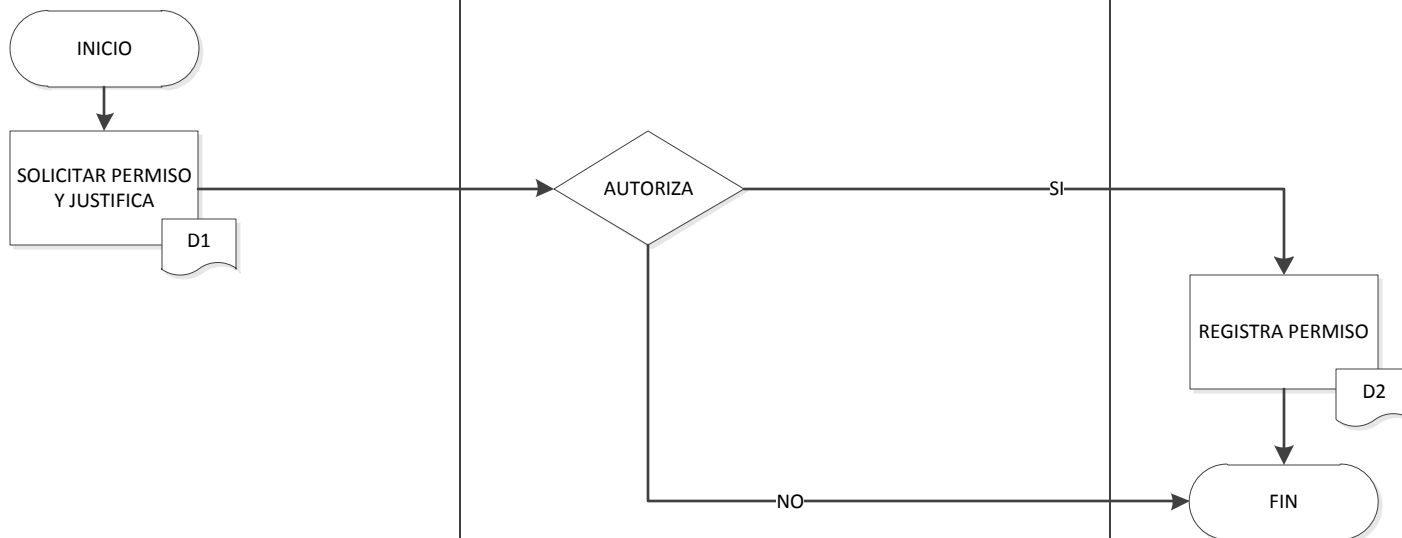 INICIO
SOLICITAR PERMISO
Y JUSTIFICA
D1
AUTORIZA
SI
REGISTRA PERMISO
D2
NO
FIN